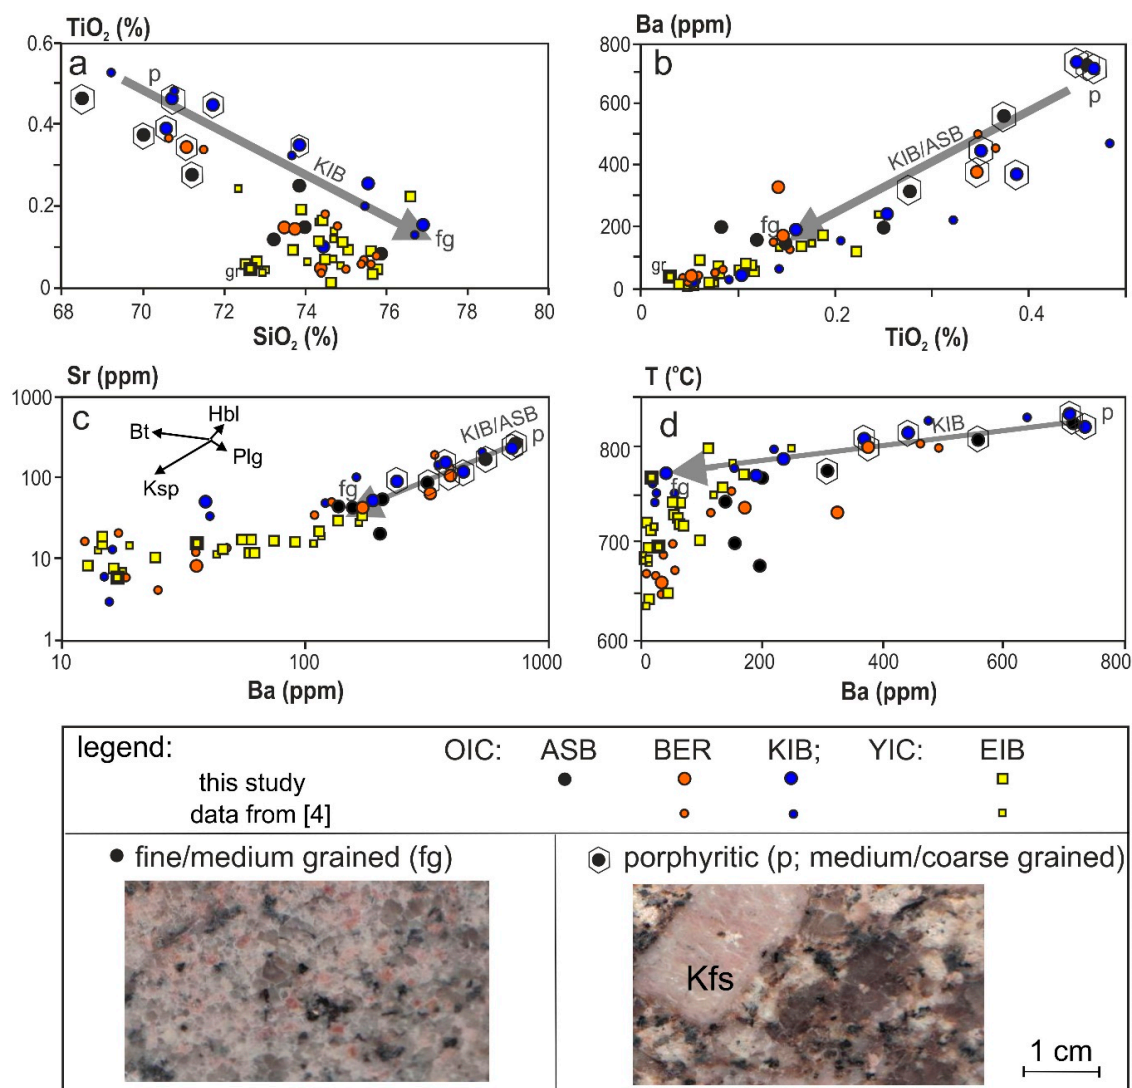 TiO2 (%)
0.6
a
p
0.4
KIB
0.2
fg
gr
0
68 70 72 74 76 78 80
SiO2 (%)
Ba (ppm)
800
b
p
600
KIB/ASB
400
fg
200
gr
0
0 0.2 0.4
TiO2 (%)
Sr (ppm)
1000
c
Hbl
Bt
Plg
Ksp
KIB/ASB
p
100
fg
10
1
10 100 1000
Ba (ppm)
T (°C)
d
KIB
p
800
fg
700
600
0 200 400 600 800
Ba (ppm)
legend: OIC: ASB BER KIB; YIC: EIB
this study
data from [4]
fine/medium grained (fg)
porphyritic (p; medium/coarse grained)
Kfs
1 cm